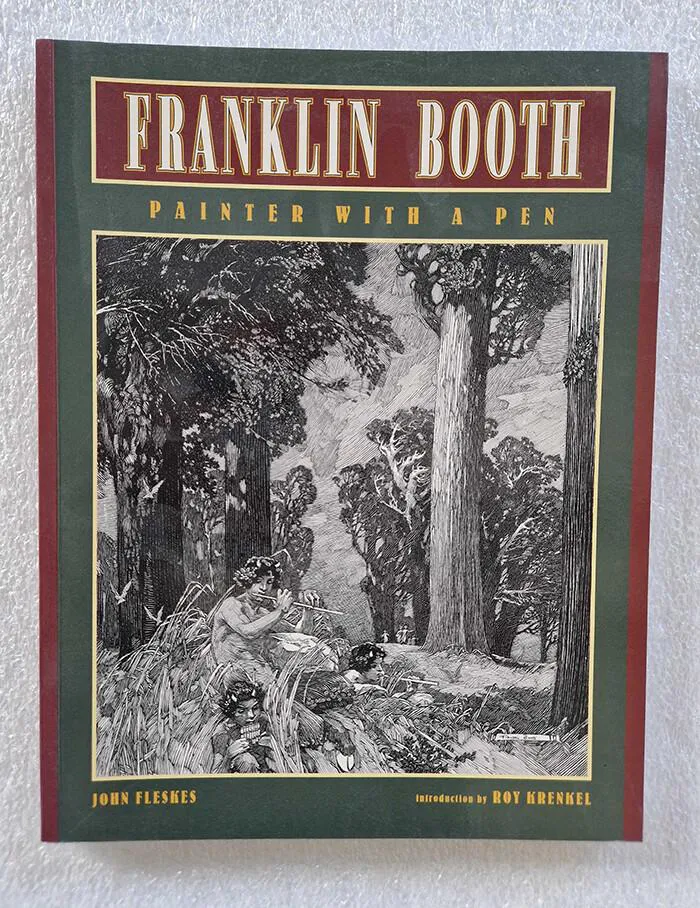 FRANKLIN BOOTH
PAINTER WITH A PEN
JOHN FLESKES
introduction by ROY KRENKEL